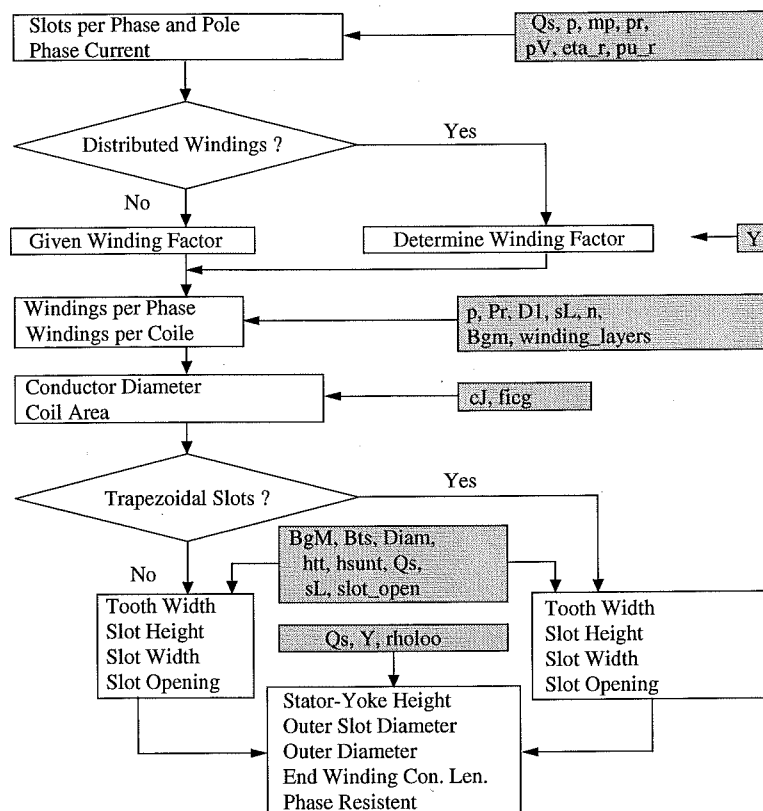 Slots per Phase and Pole
Phase Current
Qs, p, mp, pr,
pV, eta_r, pu_r
Distributed Windings ?
Yes
No
Given Winding Factor
Determine Winding Factor
Y
Windings per Phase
Windings per Coile
p, Pr, D1, sL, n,
Bgm, winding_layers
Conductor Diameter
Coil Area
cJ, ficg
Trapezoidal Slots ?
Yes
No
BgM, Bts, Diam,
htt, hsunt, Qs,
sL, slot_open
Tooth Width
Slot Height
Slot Width
Slot Opening
Tooth Width
Slot Height
Slot Width
Slot Opening
Qs, Y, rholoo
Stator-Yoke Height
Outer Slot Diameter
Outer Diameter
End Winding Con. Len.
Phase Resistent